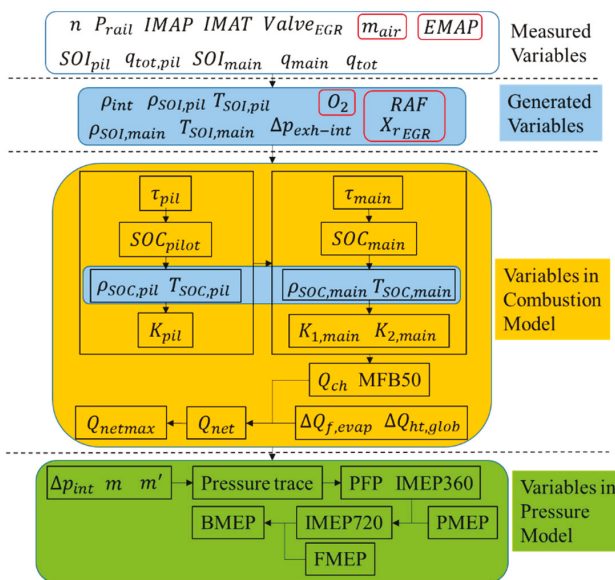 n P_rail IMAP IMAT Valve_EGR m_air EMAP
SOI_pil q_tot,pil SOI_main q_main q_tot
Measured
Variables
ρ_int ρ_SOI,pil T_SOI,pil O_2 RAF
ρ_SOI,main T_SOI,main Δp_exh−int X_r_EGR
Generated
Variables
τ_pil
SOC_pilot
ρ_SOC,pil T_SOC,pil
K_pil
τ_main
SOC_main
ρ_SOC,main T_SOC,main
K_1,main K_2,main
Q_ch MFB50
Q_netmax Q_net ΔQ_f,evap ΔQ_ht,glob
Variables in
Combustion
Model
Δp_int m m′ Pressure trace PFP IMEP360
BMEP IMEP720 PMEP
FMEP
Variables in
Pressure
Model